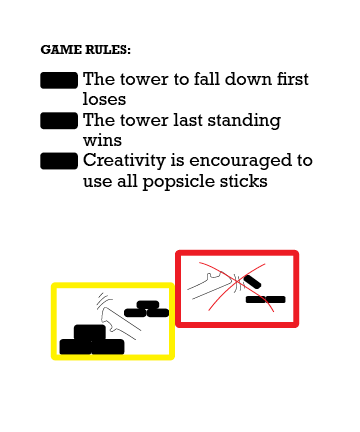 GAME RULES:
The tower to fall down first
loses
The tower last standing
wins
Creativity is encouraged to
use all popsicle sticks